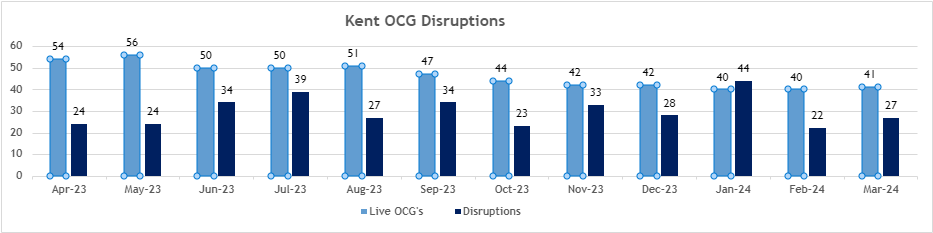 Kent OCG Disruptions
60
50
40
30
20
10
0
54 24 56 24 50 34 50 39 51 27 47 34 44 23 42 33 42 28 40 44 40 22 41 27
Apr-23 May-23 Jun-23 Jul-23 Aug-23 Sep-23 Oct-23 Nov-23 Dec-23 Jan-24 Feb-24 Mar-24
Live OCG's Disruptions